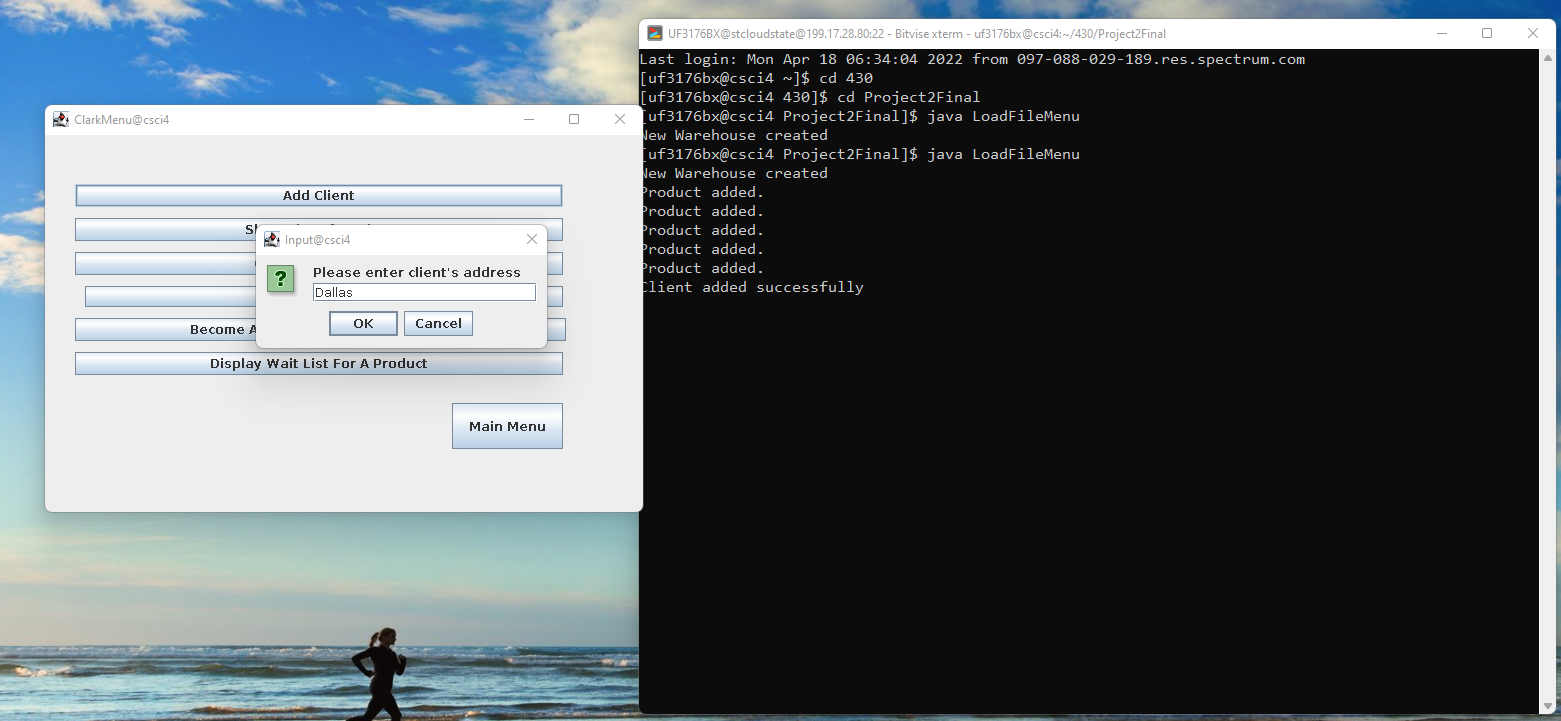 UF3176BX@stcloudstate@199.17.28.80:22 - Bitvise xterm - uf3176bx@csci4:~/430/Project2Final
Last login: Mon Apr 18 06:34:04 2022 from 097-088-029-189.res.spectrum.com
[uf3176bx@csci4 ~]$ cd 430
[uf3176bx@csci4 430]$ cd Project2Final
[uf3176bx@csci4 Project2Final]$ java LoadFileMenu
New Warehouse created
[uf3176bx@csci4 Project2Final]$ java LoadFileMenu
New Warehouse created
Product added.
Product added.
Product added.
Product added.
Product added.
Client added successfully
ClarkMenu@csci4
Add Client
Input@csci4
?
Please enter client's address
Dallas
OK Cancel
Become A
Display Wait List For A Product
Main Menu